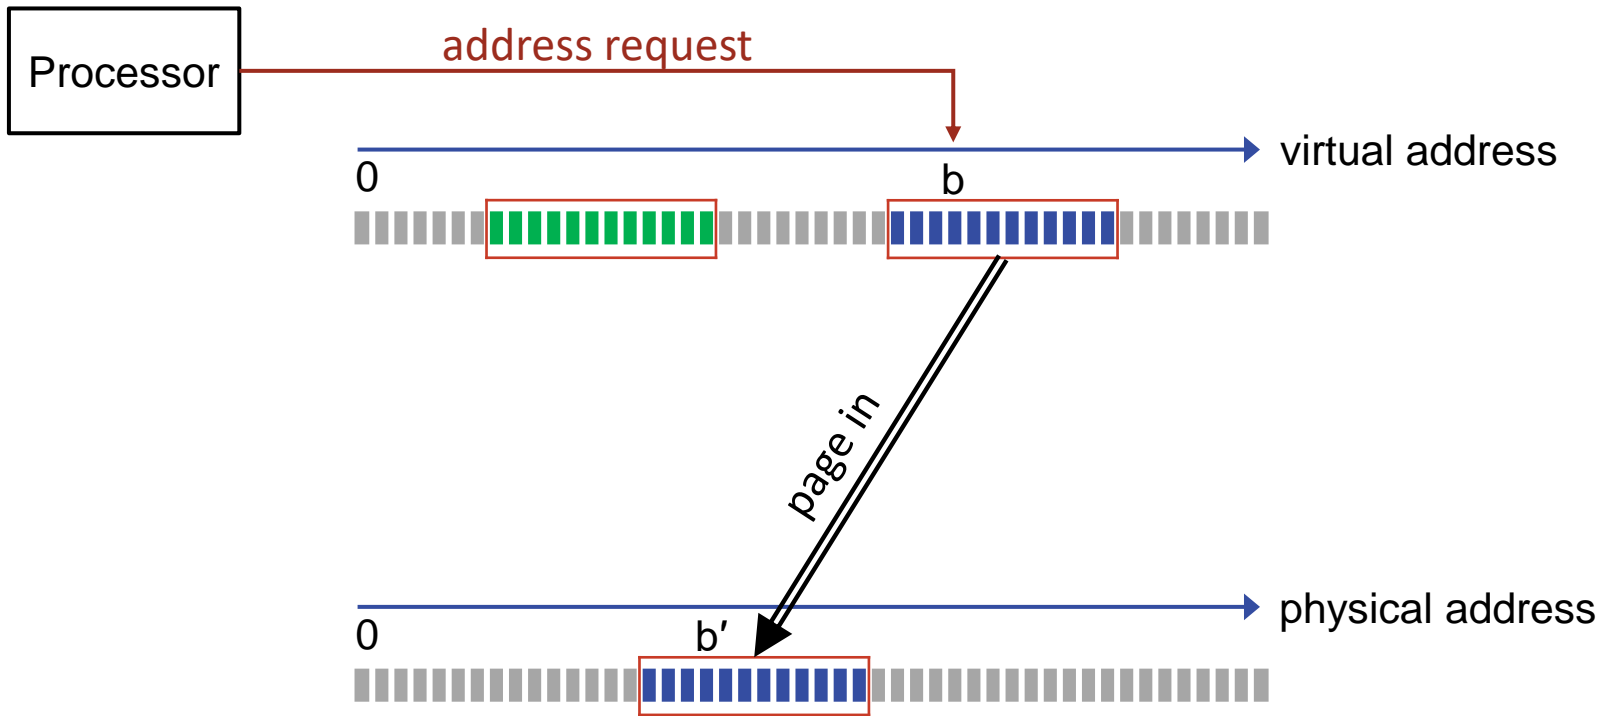 address request
Processor
virtual address
0
b
page in
physical address
0
b′